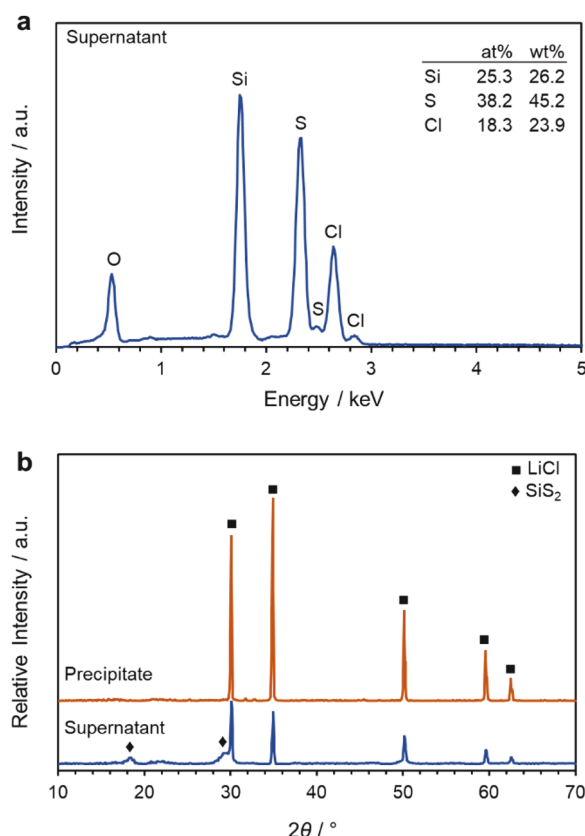 a
Supernatant
at% wt%
Si 25.3 26.2
S 38.2 45.2
Cl 18.3 23.9
Si
S
Cl
O
S
Cl
Intensity / a.u.
0 1 2 3 4 5
Energy / keV
b
■ LiCl
♦ SiS₂
Precipitate
Supernatant
Relative Intensity / a.u.
10 20 30 40 50 60 70
2θ / °